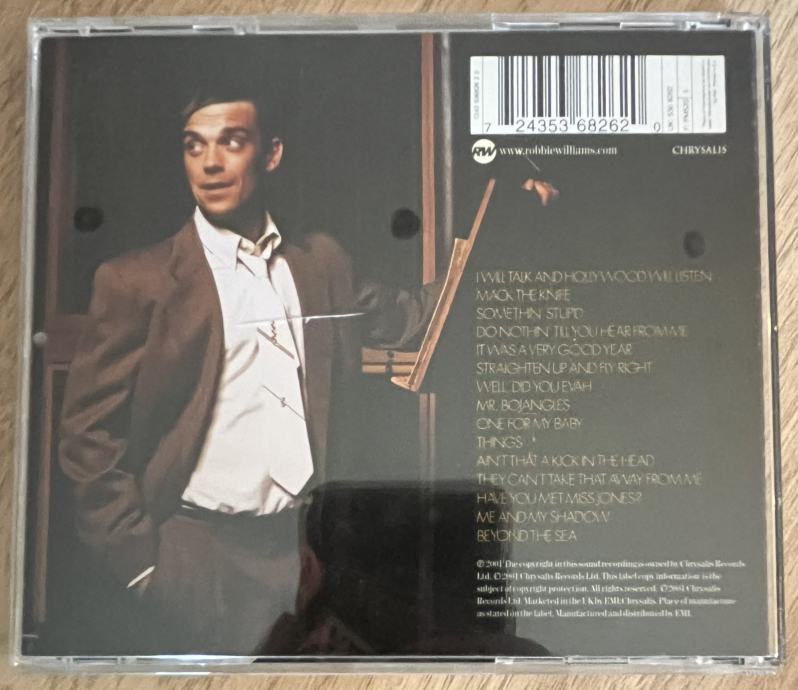 7 24353 68262 0
RW www.robbiewilliams.com CHRYSALIS
I WILL TALK AND HOLLYWOOD WILL LISTEN
MACK THE KNIFE
SOMETHIN' STUPID
DO NOTHIN' TILL YOU HEAR FROM ME
IT WAS A VERY GOOD YEAR
STRAIGHTEN UP AND FLY RIGHT
WELL DID YOU EVAH
MR. BOJANGLES
ONE FOR MY BABY
THINGS
AIN'T THAT A KICK IN THE HEAD
THEY CAN'T TAKE THAT AWAY FROM ME
HAVE YOU MET MISS JONES?
ME AND MY SHADOW
BEYOND THE SEA
℗ 2001 The copyright in this sound recording is owned by Chrysalis Records
Ltd. © 2001 Chrysalis Records Ltd. This label copy information is the
subject of copyright protection. All rights reserved. © 2001 Chrysalis
Records Ltd. Marketed in the UK by EMI:Chrysalis. Place of manufacture
as stated on the label. Manufactured and distributed by EMI.